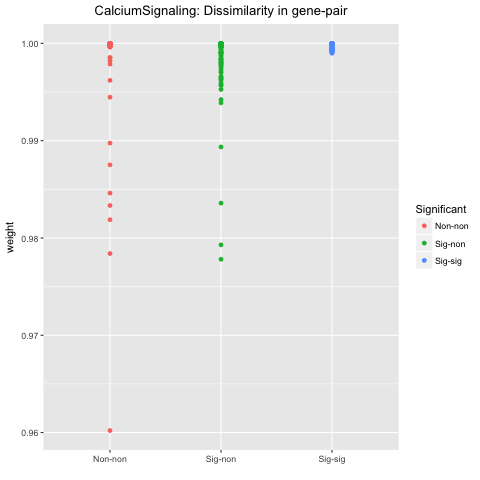 CalciumSignaling: Dissimilarity in gene-pair
1.00
0.99
0.98
0.97
0.96
weight
Non-non
Sig-non
Sig-sig
Significant
Non-non
Sig-non
Sig-sig